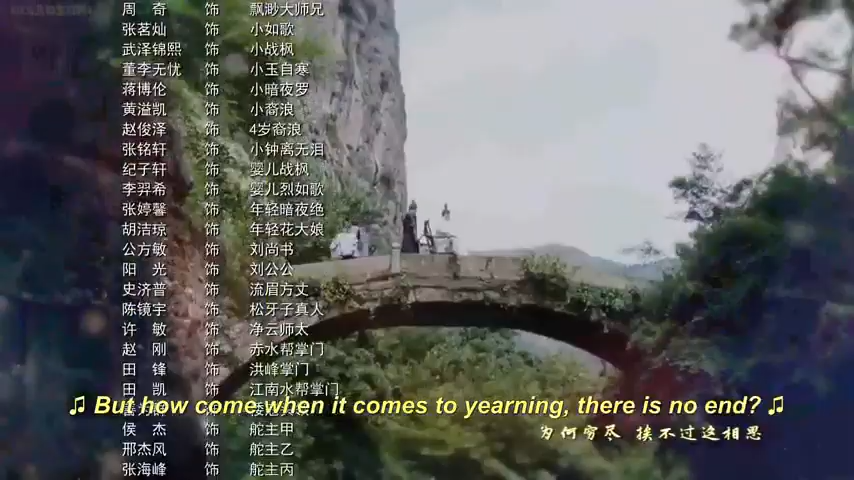 周 奇 饰 飘渺大师兄
张茗灿 饰 小如歌
武泽锦熙 饰 小战枫
董李无忧 饰 小玉自寒
蒋博伦 饰 小暗夜罗
黄溢凯 饰 小裔浪
赵俊泽 饰 4岁裔浪
张铭轩 饰 小钟离无泪
纪子轩 饰 婴儿战枫
李羿希 饰 婴儿烈如歌
张婷馨 饰 年轻暗夜绝
胡洁琼 饰 年轻花大娘
公方敏 饰 刘尚书
阳 光 饰 刘公公
史济普 饰 流眉方丈
陈镜宇 饰 松牙子真人
许 敏 饰 净云师太
赵 刚 饰 赤水帮掌门
田 锋 饰 洪峰掌门
田 凯 饰 江南水帮掌门
♫ But how come when it comes to yearning, there is no end? ♫
为何穷尽 挨不过这相思
侯 杰 饰 舵主甲
邢杰风 饰 舵主乙
张海峰 饰 舵主丙